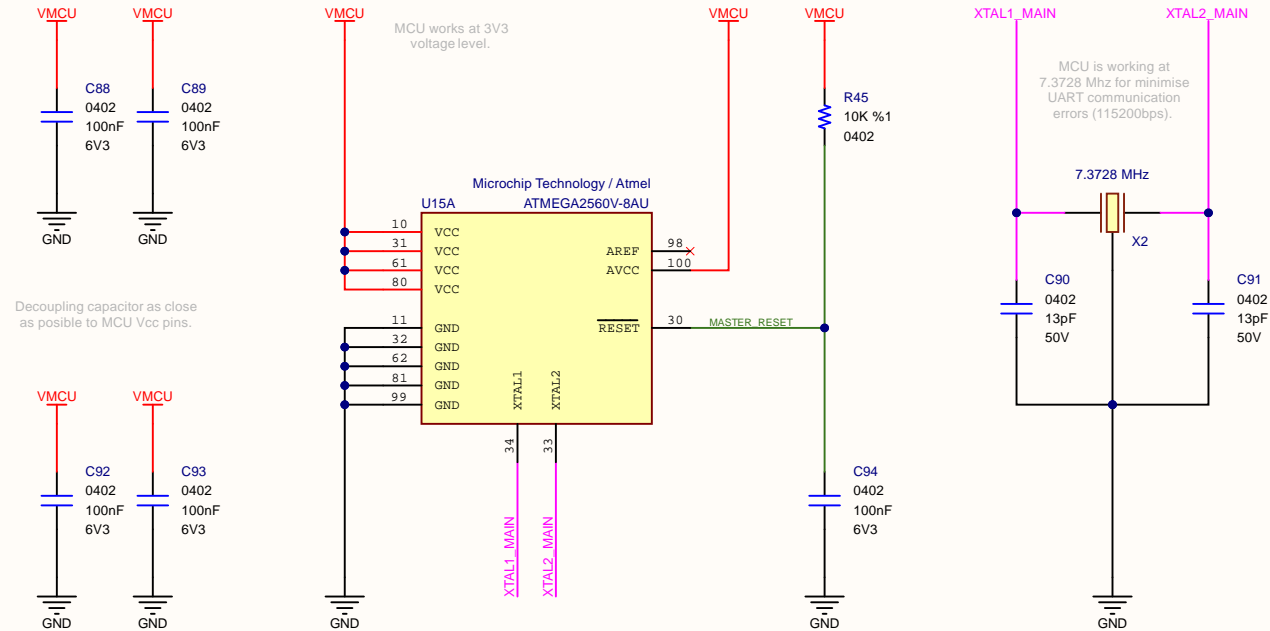 VMCU
VMCU
C88
0402
100nF
6V3
C89
0402
100nF
6V3
GND
GND
Decoupling capacitor as close
as posible to MCU Vcc pins.
VMCU
VMCU
C92
0402
100nF
6V3
C93
0402
100nF
6V3
GND
GND
VMCU
MCU works at 3V3
voltage level.
VMCU
Microchip Technology / Atmel
U15A
ATMEGA2560V-8AU
10 VCC
31 VCC
61 VCC
80 VCC
11 GND
32 GND
62 GND
81 GND
99 GND
AREF 98
AVCC 100
RESET 30
MASTER_RESET
XTAL1
XTAL2
34
33
XTAL1_MAIN
XTAL2_MAIN
GND
VMCU
R45
10K %1
0402
C94
0402
100nF
6V3
GND
XTAL1_MAIN
XTAL2_MAIN
MCU is working at
7.3728 Mhz for minimise
UART communication
errors (115200bps).
7.3728 MHz
X2
C90
0402
13pF
50V
C91
0402
13pF
50V
GND